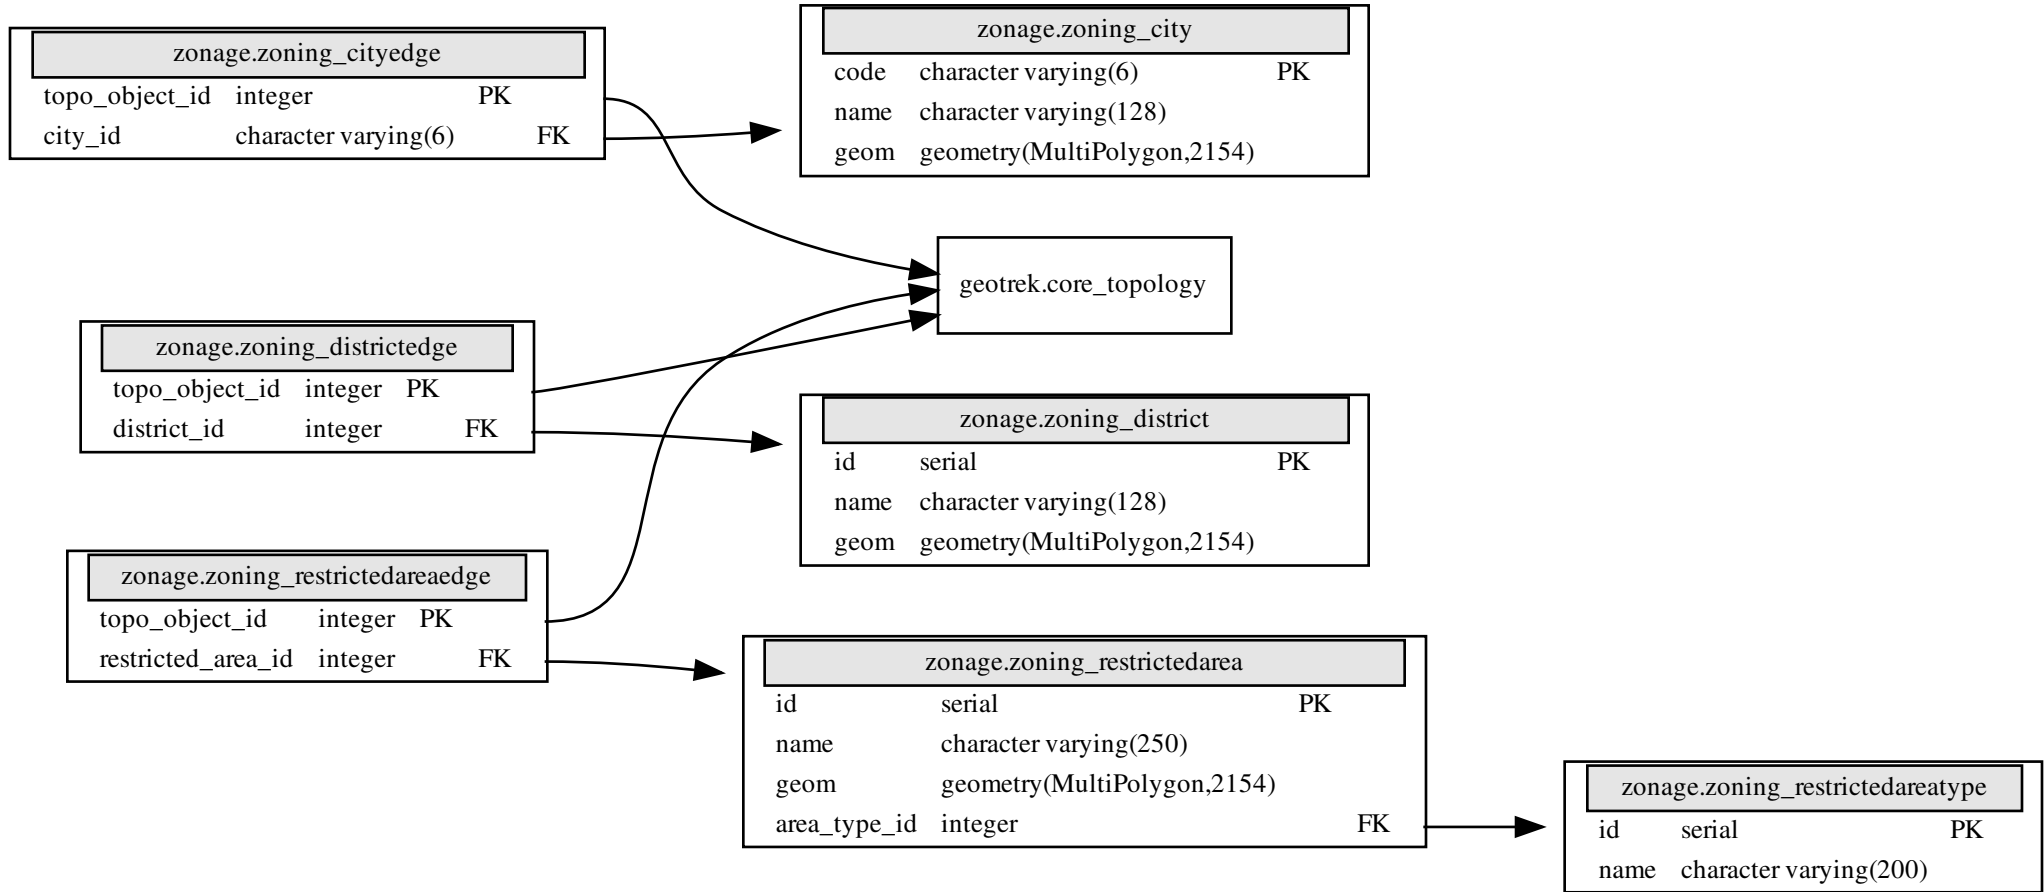 zonage.zoning_cityedge
topo_object_id integer PK
city_id character varying(6) FK
zonage.zoning_city
code character varying(6) PK
name character varying(128)
geom geometry(MultiPolygon,2154)
geotrek.core_topology
zonage.zoning_districtedge
topo_object_id integer PK
district_id integer FK
zonage.zoning_district
id serial PK
name character varying(128)
geom geometry(MultiPolygon,2154)
zonage.zoning_restrictedareaedge
topo_object_id integer PK
restricted_area_id integer FK
zonage.zoning_restrictedarea
id serial PK
name character varying(250)
geom geometry(MultiPolygon,2154)
area_type_id integer FK
zonage.zoning_restrictedareatype
id serial PK
name character varying(200)